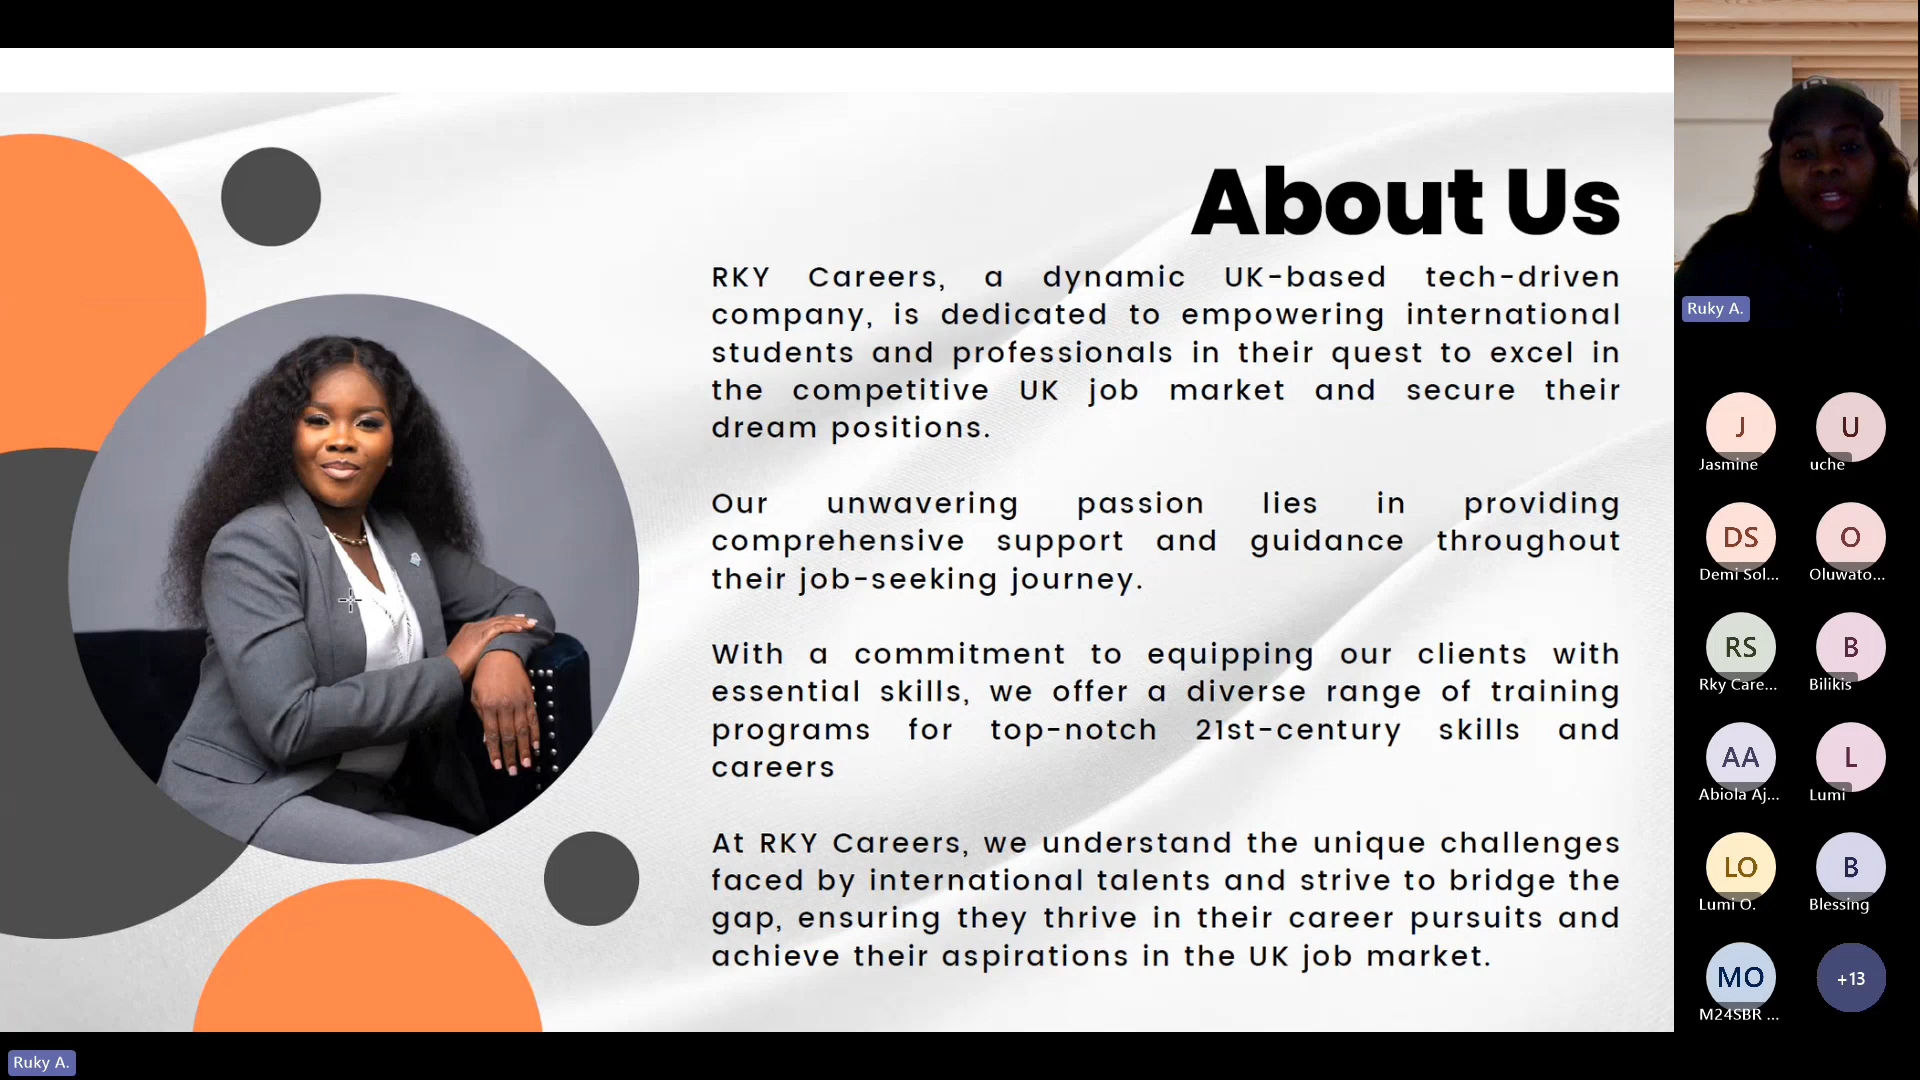 About Us
RKY Careers, a dynamic UK-based tech-driven
company, is dedicated to empowering international
students and professionals in their quest to excel in
the competitive UK job market and secure their
dream positions.
Our unwavering passion lies in providing
comprehensive support and guidance throughout
their job-seeking journey.
With a commitment to equipping our clients with
essential skills, we offer a diverse range of training
programs for top-notch 21st-century skills and
careers
At RKY Careers, we understand the unique challenges
faced by international talents and strive to bridge the
gap, ensuring they thrive in their career pursuits and
achieve their aspirations in the UK job market.
Ruky A.
Ruky A.
J
Jasmine
U
uche
DS
Demi Sol...
O
Oluwato...
RS
Rky Care...
B
Bilikis
AA
Abiola Aj...
L
Lumi
LO
Lumi O.
B
Blessing
MO
M24SBR ...
+13